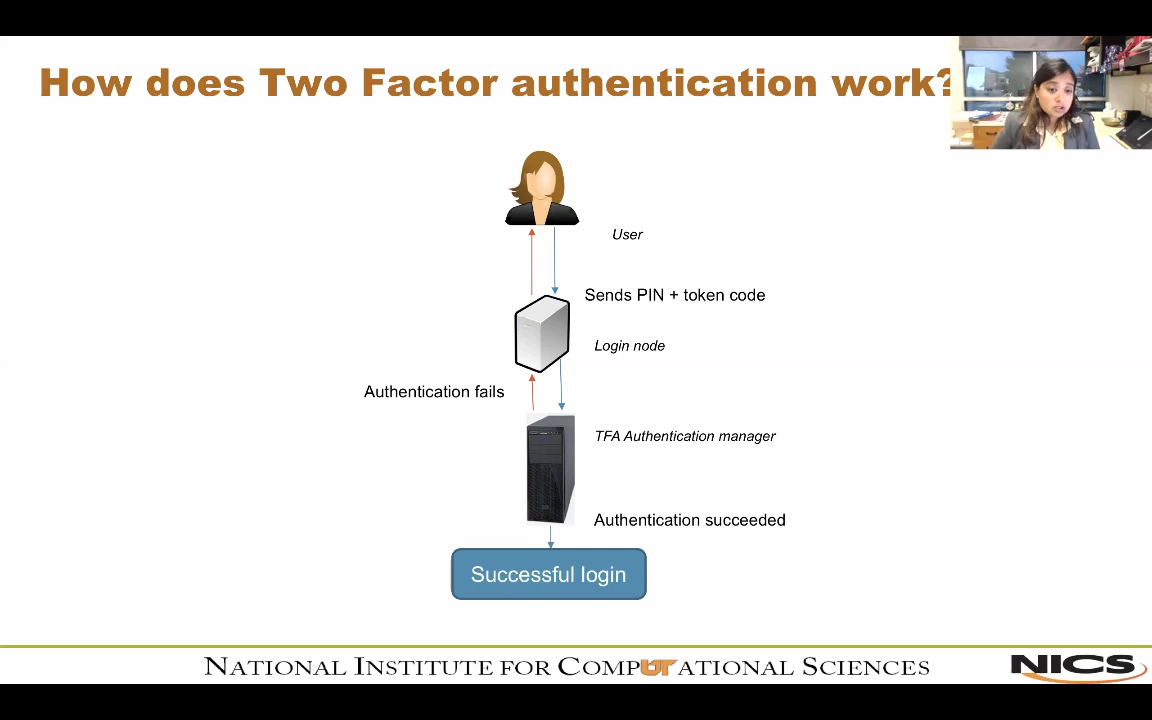 How does Two Factor authentication work?
User
Sends PIN + token code
Login node
Authentication fails
TFA Authentication manager
Authentication succeeded
Successful login
NATIONAL INSTITUTE FOR COMPUTATIONAL SCIENCES
NICS